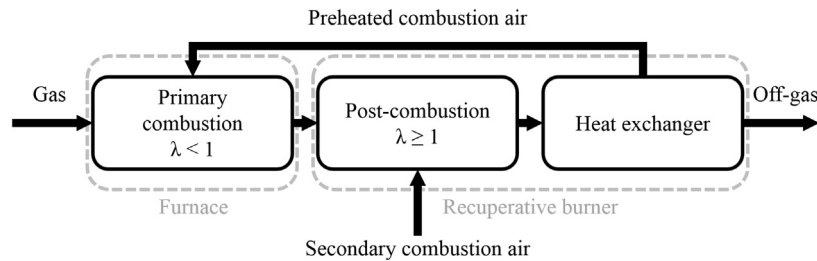 Preheated combustion air
Gas
Primary
combustion
λ < 1
Post-combustion
λ ≥ 1
Heat exchanger
Off-gas
Furnace
Recuperative burner
Secondary combustion air